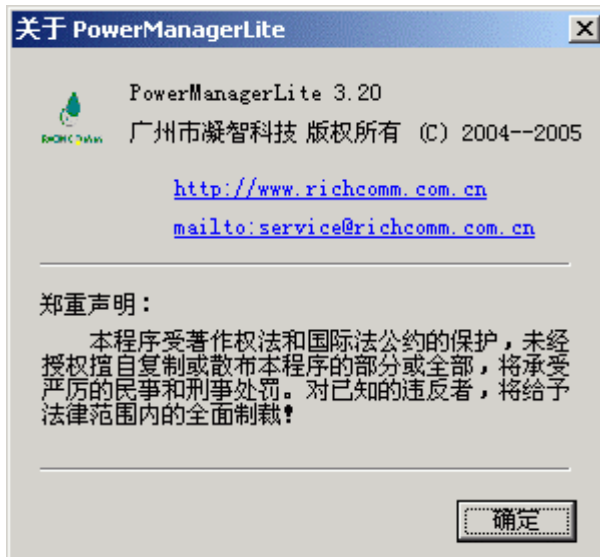 关于 PowerManagerLite
PowerManagerLite 3.20
广州市凝智科技 版权所有 (C) 2004--2005
http://www.richcomm.com.cn
mailto:service@richcomm.com.cn
郑重声明：
本程序受著作权法和国际法公约的保护，未经
授权擅自复制或散布本程序的部分或全部，将承受
严厉的民事和刑事处罚。对已知的违反者，将给予
法律范围内的全面制裁！
确定